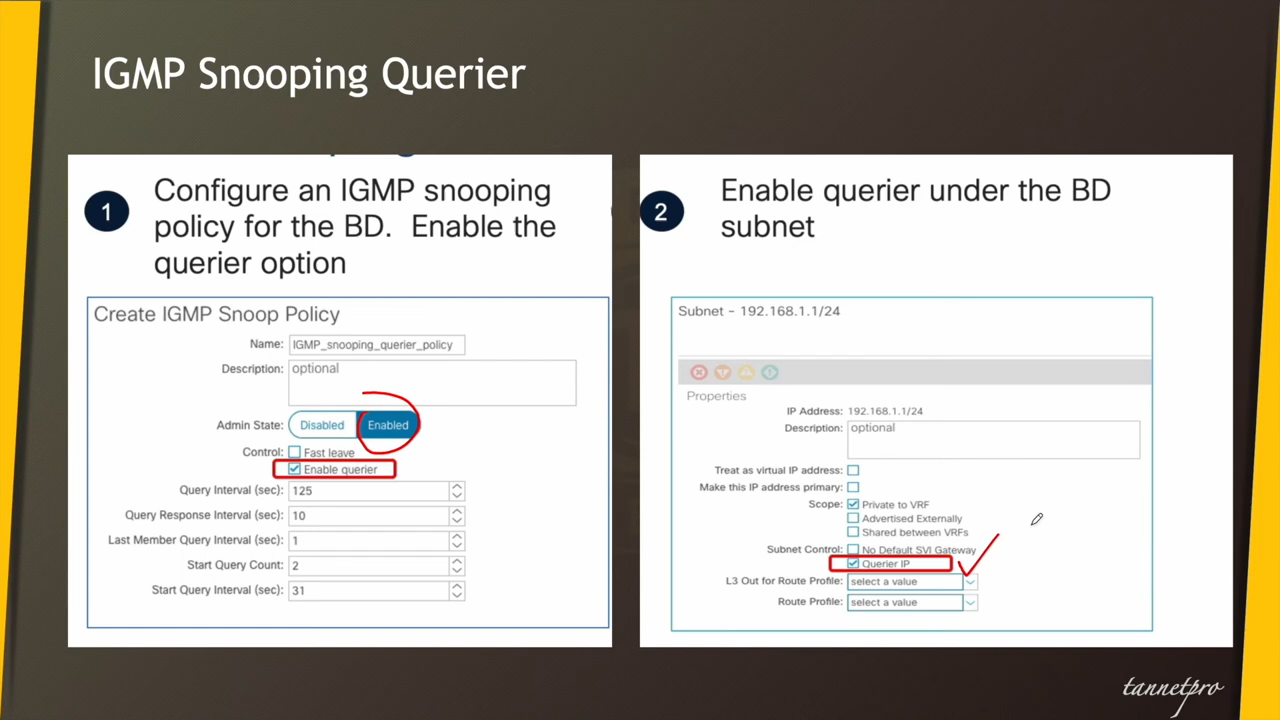 IGMP Snooping Querier
1
Configure an IGMP snooping
policy for the BD. Enable the
querier option
Create IGMP Snoop Policy
Name: IGMP_snooping_querier_policy
Description: optional
Admin State: Disabled Enabled
Control: Fast leave
Enable querier
Query Interval (sec): 125
Query Response Interval (sec): 10
Last Member Query Interval (sec): 1
Start Query Count: 2
Start Query Interval (sec): 31
2
Enable querier under the BD
subnet
Subnet - 192.168.1.1/24
Properties
IP Address: 192.168.1.1/24
Description: optional
Treat as virtual IP address:
Make this IP address primary:
Scope: Private to VRF
Advertised Externally
Shared between VRFs
Subnet Control: No Default SVI Gateway
Querier IP
L3 Out for Route Profile: select a value
Route Profile: select a value
tannetpro